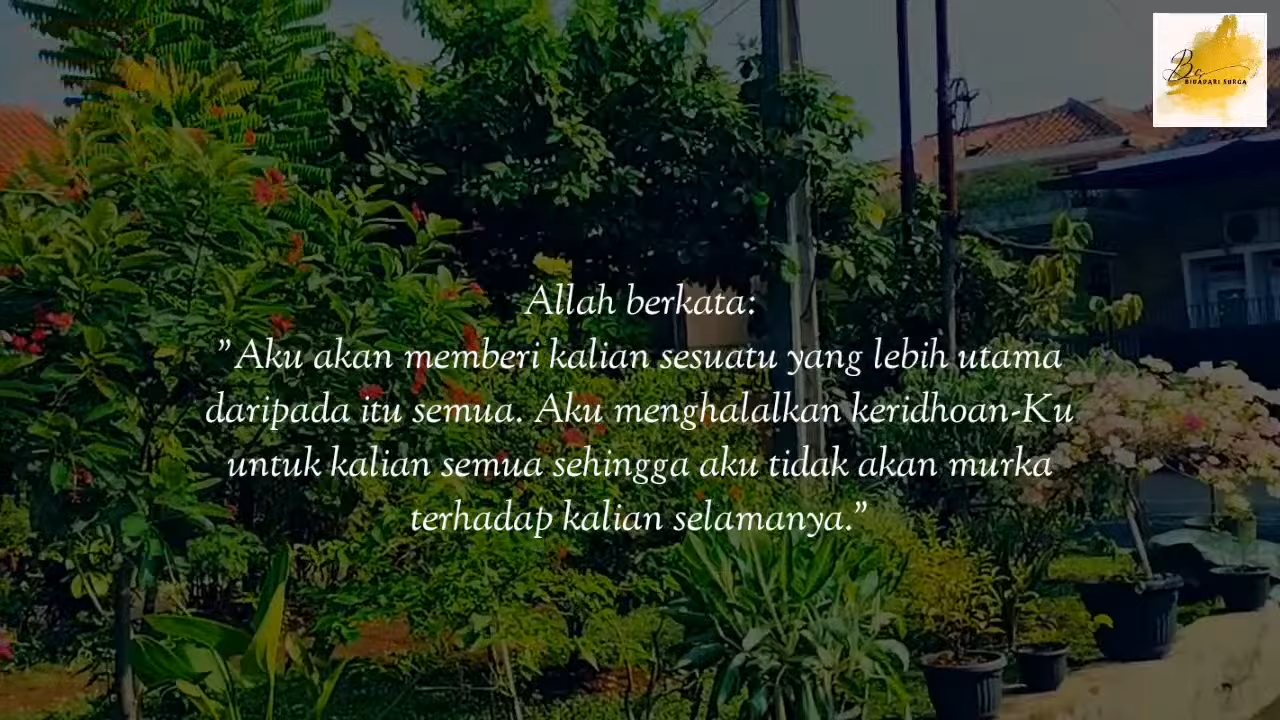 Bs
BIDADARI SURGA
Allah berkata:
"Aku akan memberi kalian sesuatu yang lebih utama
daripada itu semua. Aku menghalalkan keridhoan-Ku
untuk kalian semua sehingga aku tidak akan murka
terhadap kalian selamanya."